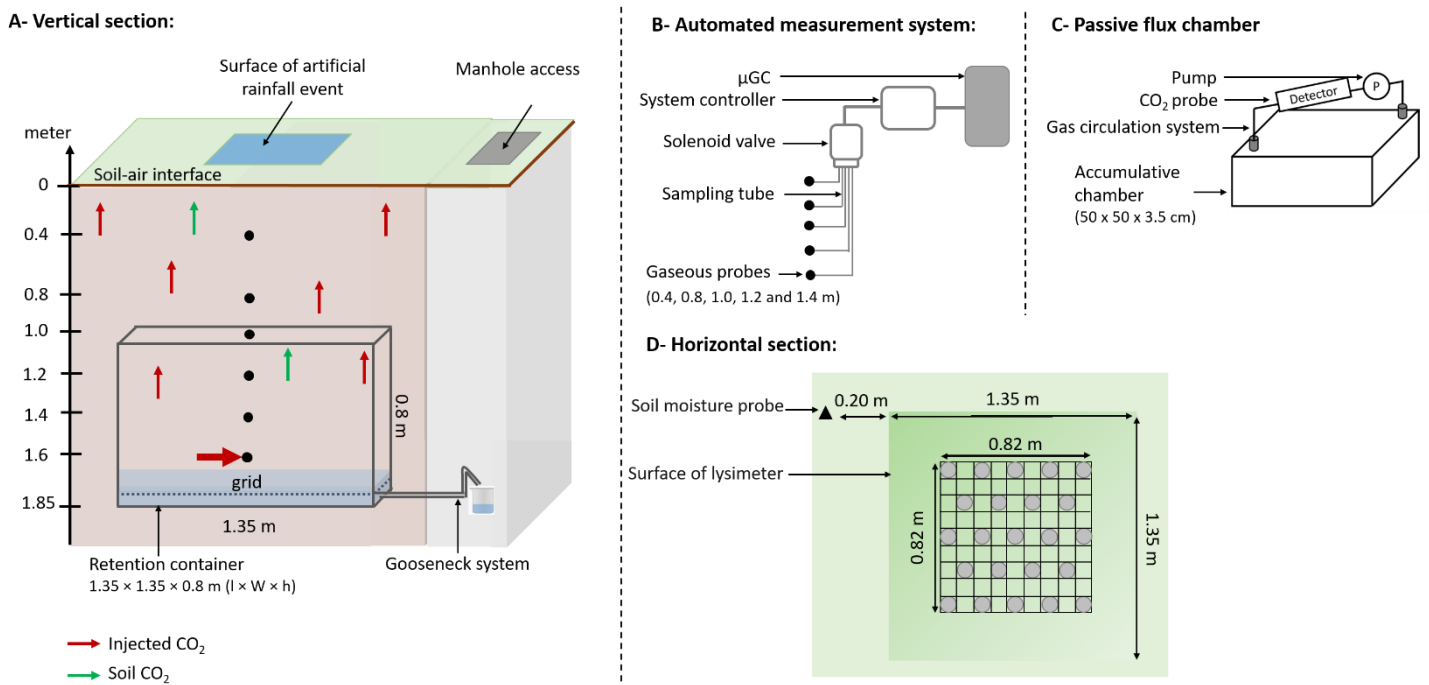 A- Vertical section:
Surface of artificial
rainfall event
Manhole access
meter
Soil-air interface
0
0.4
0.8
1.0
1.2
1.4
1.6
1.85
0.8 m
grid
1.35 m
Retention container
1.35 × 1.35 × 0.8 m (l × W × h)
Gooseneck system
Injected CO₂
Soil CO₂
B- Automated measurement system:
µGC
System controller
Solenoid valve
Sampling tube
Gaseous probes
(0.4, 0.8, 1.0, 1.2 and 1.4 m)
C- Passive flux chamber
Pump
P
CO₂ probe
Detector
Gas circulation system
Accumulative
chamber
(50 x 50 x 3.5 cm)
D- Horizontal section:
Soil moisture probe
0.20 m
1.35 m
0.82 m
Surface of lysimeter
0.82 m
1.35 m